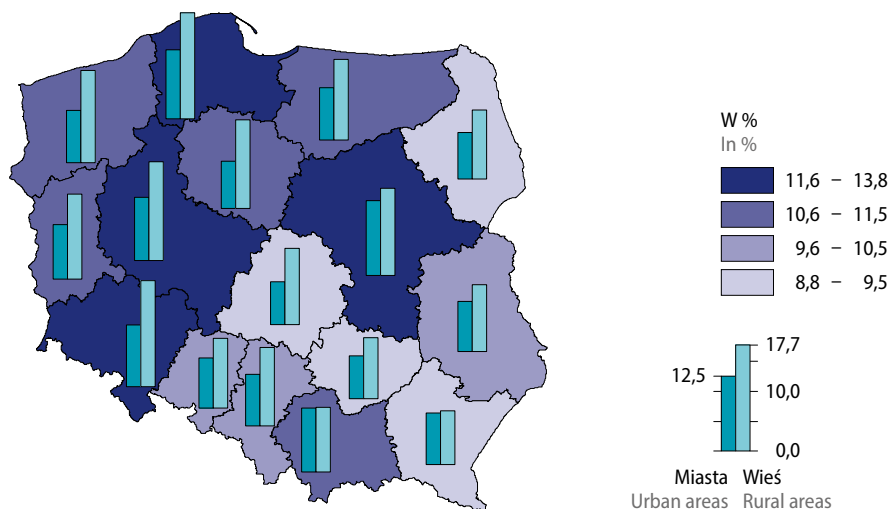 W %
In %
11,6 – 13,8
10,6 – 11,5
9,6 – 10,5
8,8 – 9,5
17,7
12,5
10,0
0,0
Miasta Wieś
Urban areas Rural areas